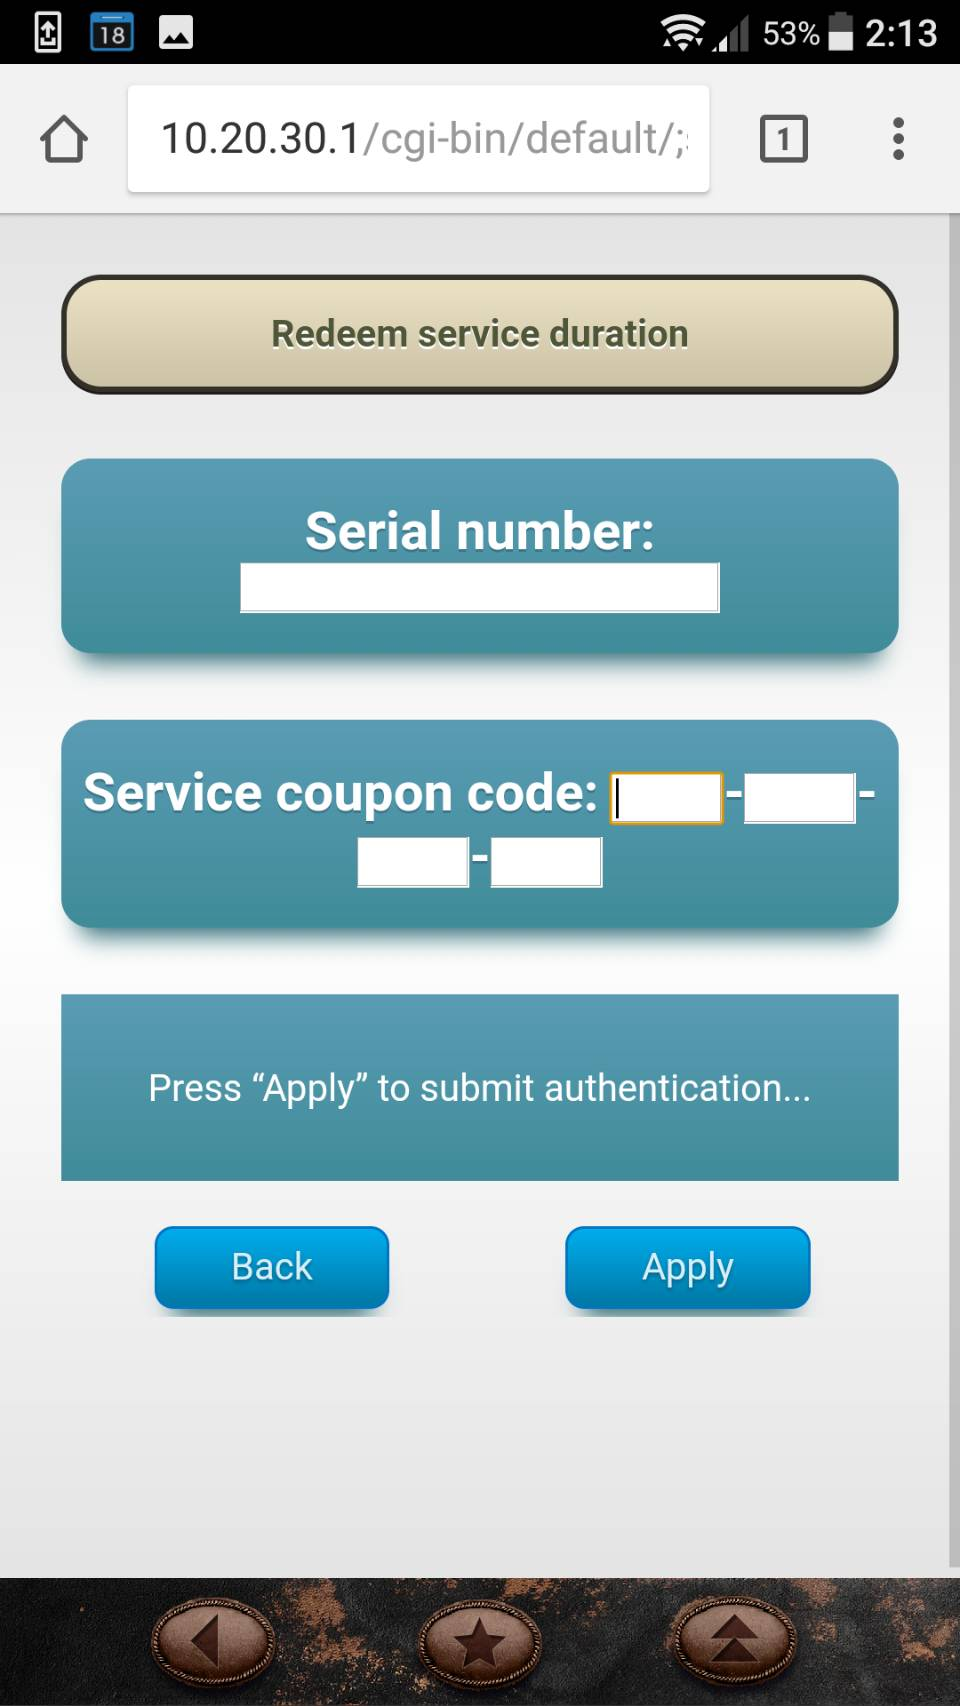 18
53%
2:13
10.20.30.1/cgi-bin/default/;
1
Redeem service duration
Serial number:
Service coupon code: - -
-
Press “Apply” to submit authentication...
Back
Apply